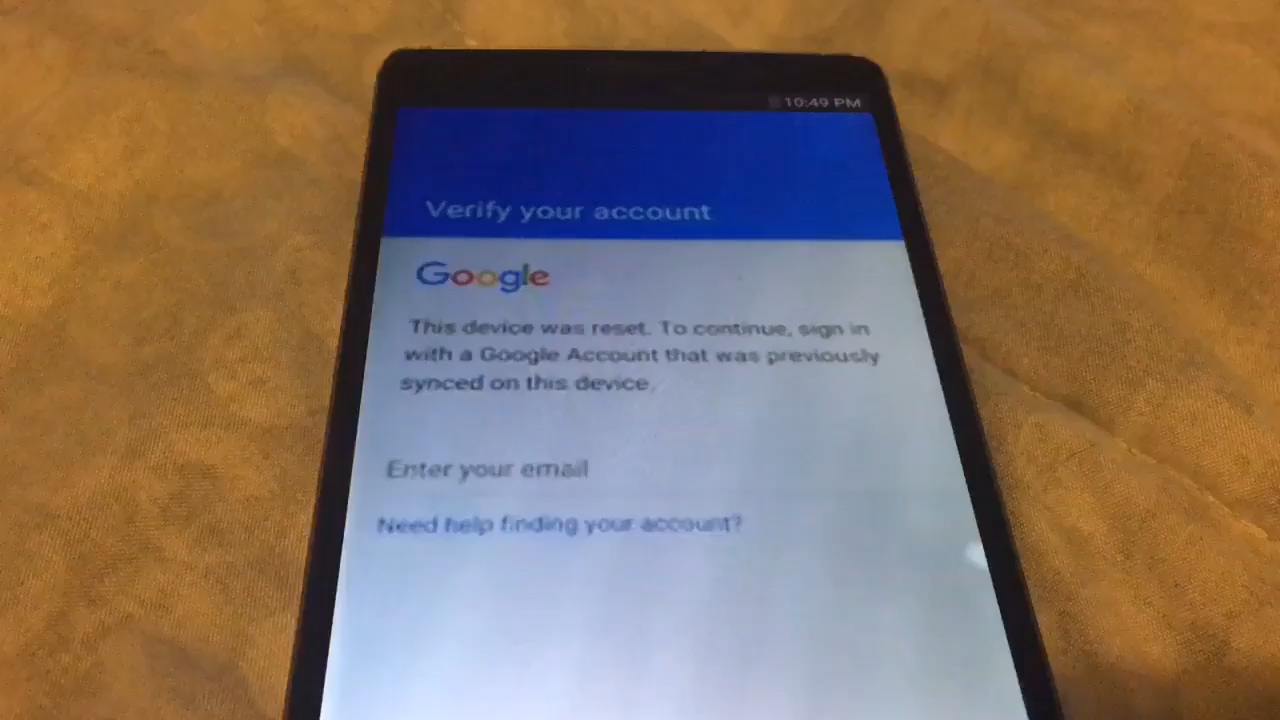 10:49 PM
Verify your account
Google
This device was reset. To continue, sign in
with a Google Account that was previously
synced on this device.
Enter your email
Need help finding your account?